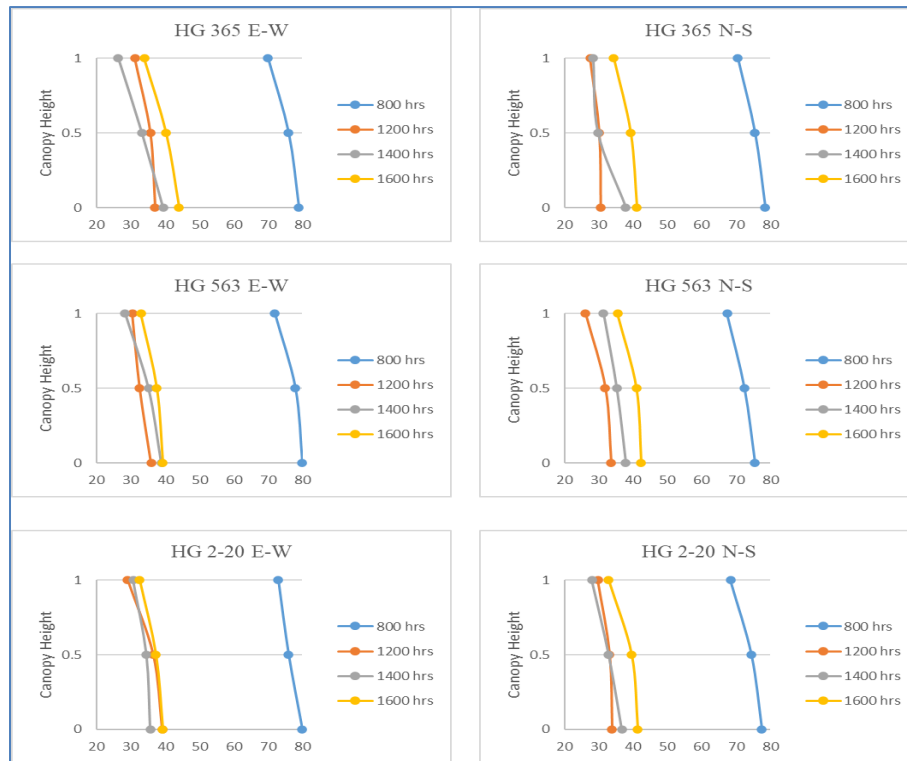 HG 365 E-W
Canopy Height
1
0.5
0
20 30 40 50 60 70 80
800 hrs
1200 hrs
1400 hrs
1600 hrs
HG 365 N-S
Canopy Height
1
0.5
0
20 30 40 50 60 70 80
800 hrs
1200 hrs
1400 hrs
1600 hrs
HG 563 E-W
Canopy Height
1
0.5
0
20 30 40 50 60 70 80
800 hrs
1200 hrs
1400 hrs
1600 hrs
HG 563 N-S
Canopy Height
1
0.5
0
20 30 40 50 60 70 80
800 hrs
1200 hrs
1400 hrs
1600 hrs
HG 2-20 E-W
Canopy Height
1
0.5
0
20 30 40 50 60 70 80
800 hrs
1200 hrs
1400 hrs
1600 hrs
HG 2-20 N-S
Canopy Height
1
0.5
0
20 30 40 50 60 70 80
800 hrs
1200 hrs
1400 hrs
1600 hrs